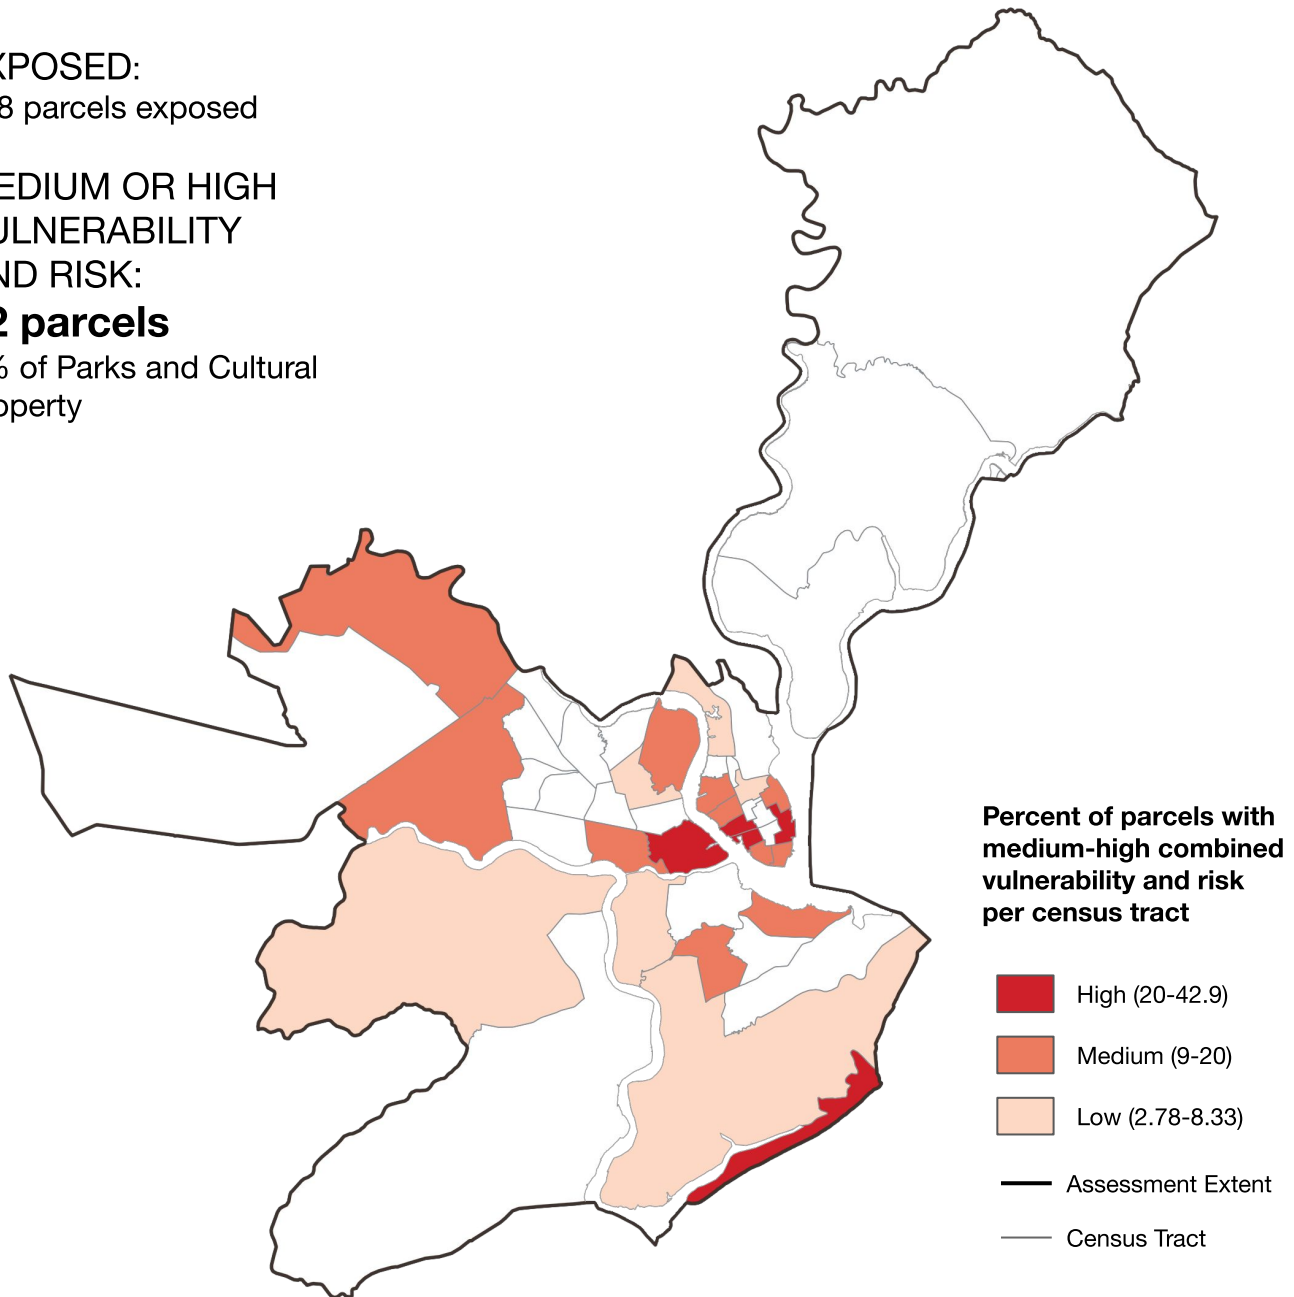 XPOSED:
8 parcels exposed
EDIUM OR HIGH
ULNERABILITY
ND RISK:
2 parcels
% of Parks and Cultural
operty
Percent of parcels with
medium-high combined
vulnerability and risk
per census tract
High (20-42.9)
Medium (9-20)
Low (2.78-8.33)
Assessment Extent
Census Tract